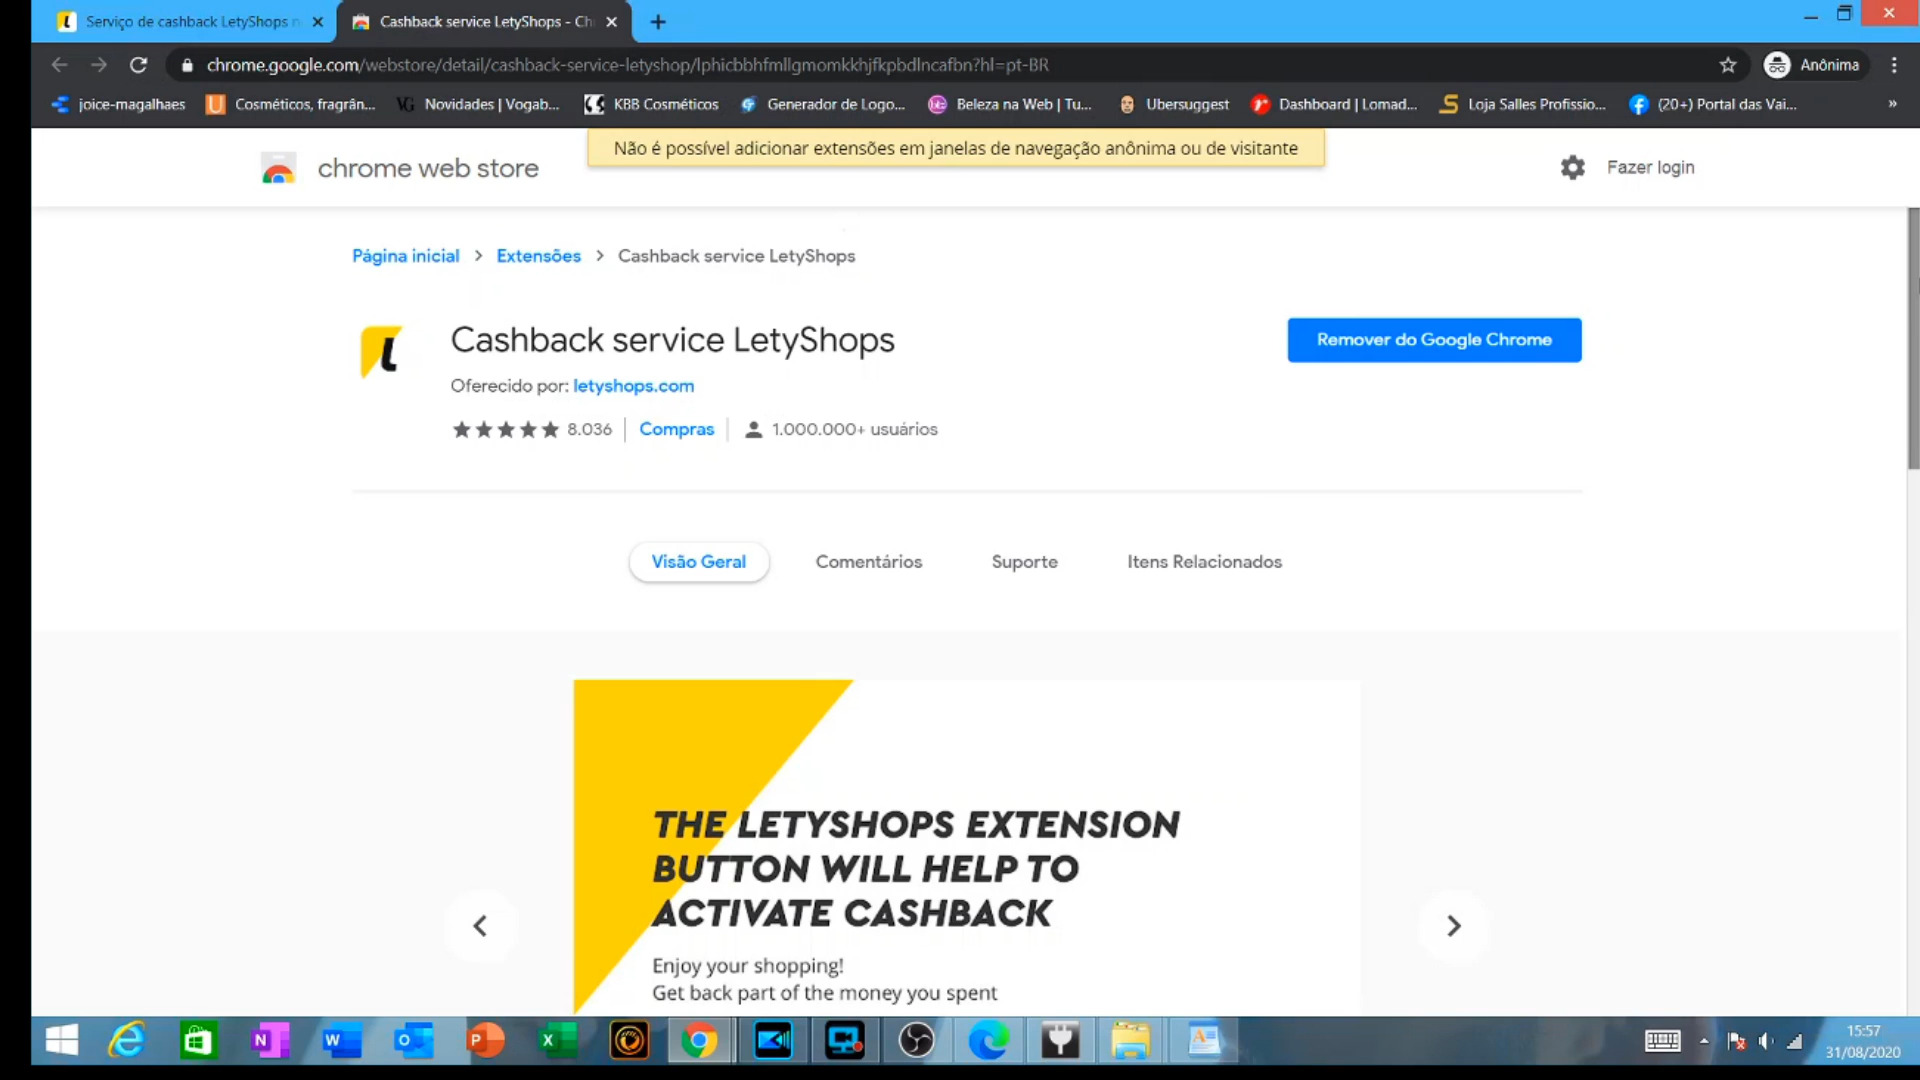 Serviço de cashback LetyShops n
Cashback service LetyShops - Ch
chrome.google.com/webstore/detail/cashback-service-letyshop/lphicbbhfmllgmomkkhjfkpbdlncafbn?hl=pt-BR
Anônima
joice-magalhaes
Cosméticos, fragrân...
Novidades | Vogab...
KBB Cosméticos
Generador de Logo...
Beleza na Web | Tu...
Ubersuggest
Dashboard | Lomad...
Loja Salles Profissio...
(20+) Portal das Vai...
»
Não é possível adicionar extensões em janelas de navegação anônima ou de visitante
chrome web store
Fazer login
Página inicial > Extensões > Cashback service LetyShops
Cashback service LetyShops
Remover do Google Chrome
Oferecido por: letyshops.com
8.036 | Compras | 1.000.000+ usuários
Visão Geral
Comentários
Suporte
Itens Relacionados
THE LETYSHOPS EXTENSION
BUTTON WILL HELP TO
ACTIVATE CASHBACK
Enjoy your shopping!
Get back part of the money you spent
15:57
31/08/2020